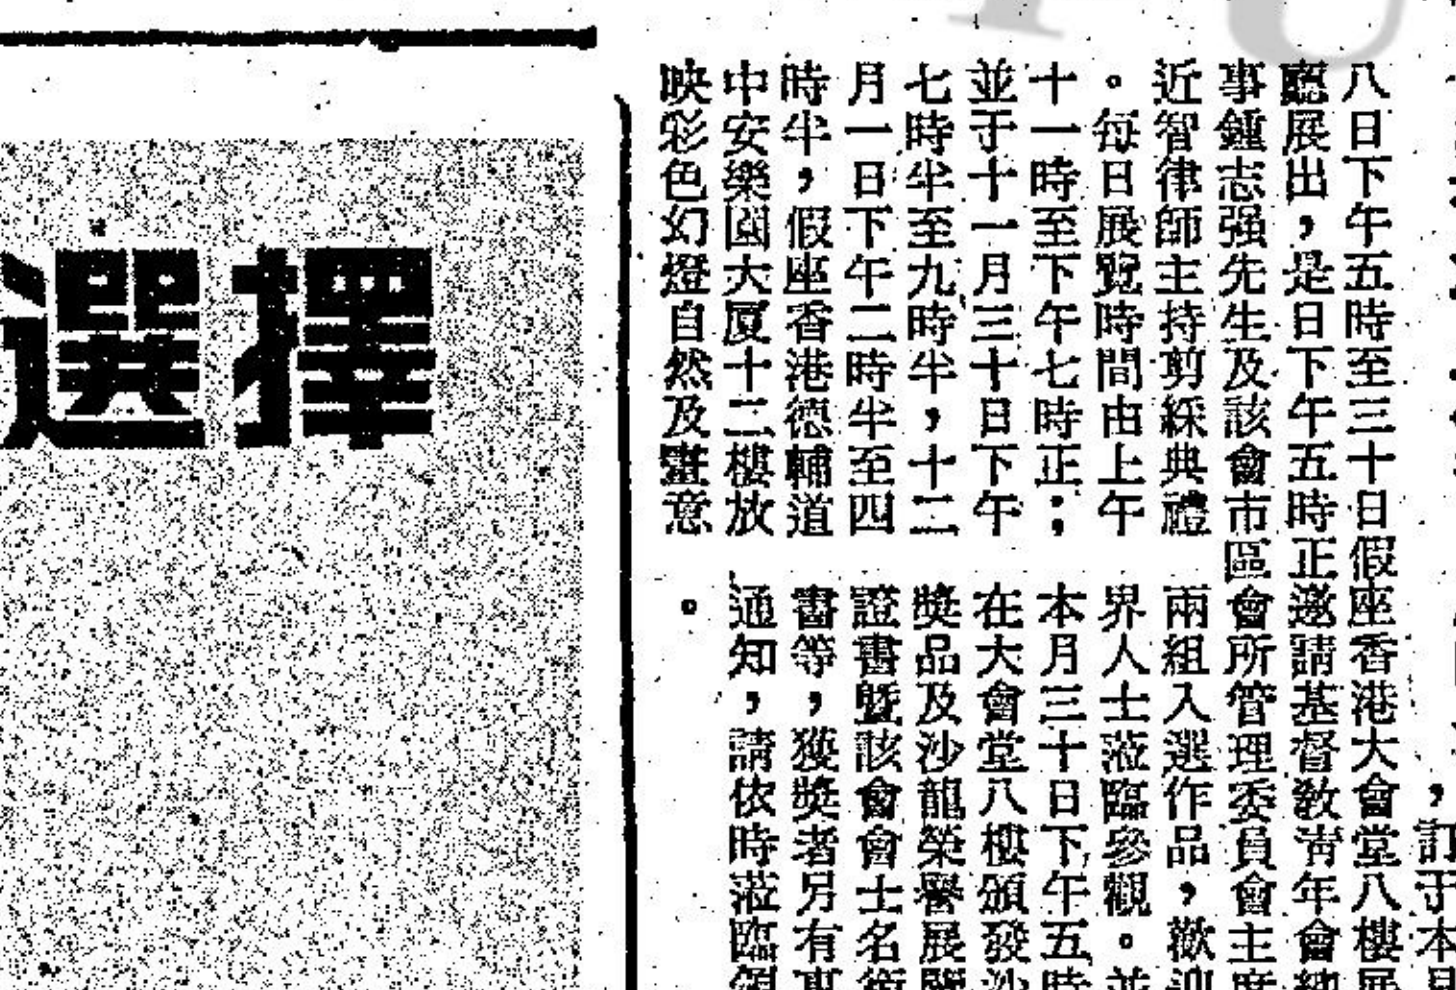 ，訂于本月
八日下午五時至三十日假座香港大會堂八樓展
廳展出，是日下午五時正邀請基督教青年會總
事鍾志强先生及該會市區會所管理委員會主席
近智律師主持剪綵典禮
。每日展覽時間由上午
十一時至下午七時正；
並于十一月三十日下午
七時半至九時半，十二
月一日下午二時半至四
時半，假座香港德輔道
中安樂園大厦十二樓放
映彩色幻燈自然及畫意
兩組入選作品，歡迎
界人士蒞臨參觀。並
本月三十日下午五時
在大會堂八樓頒發沙
獎品及沙龍榮譽展覽
證書暨該會會士名銜
書等，獲獎者另有專
通知，請依時蒞臨領
。
選擇